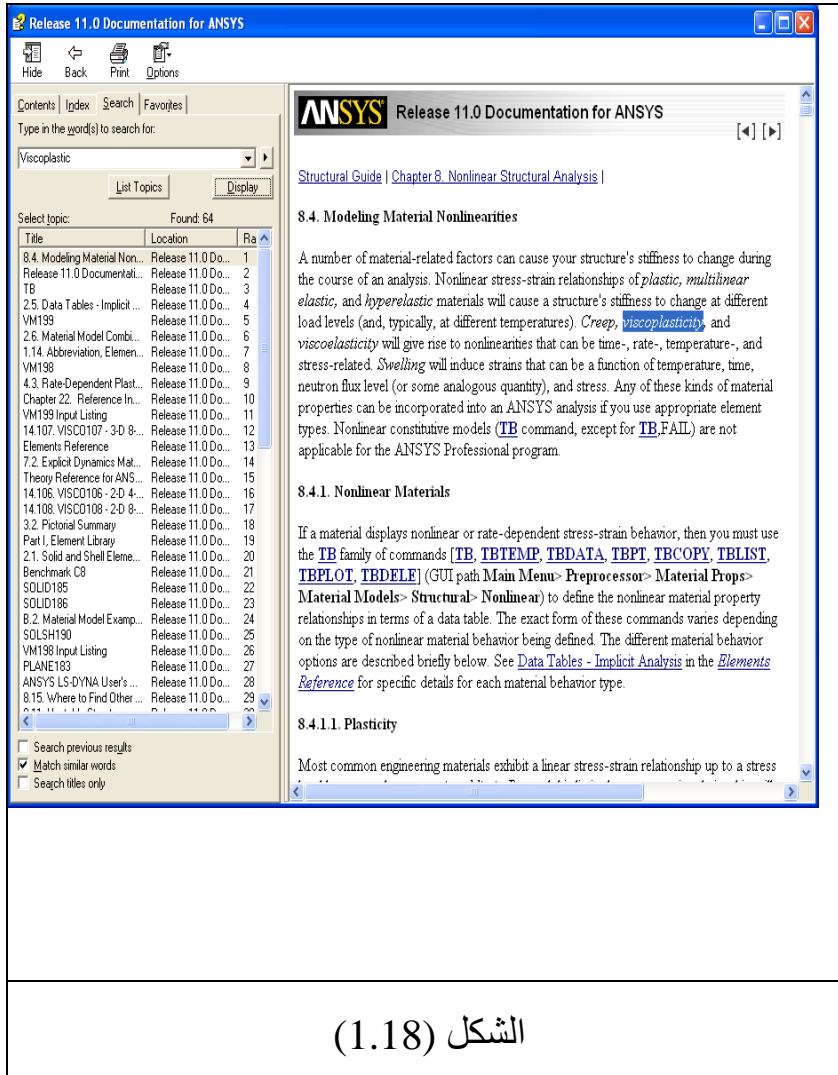 Release 11.0 Documentation for ANSYS
Hide Back Print Options
Contents Index Search Favorites
Type in the word(s) to search for:
Viscoplastic
List Topics Display
Select topic: Found: 64
Title Location Ra
8.4. Modeling Material Non... Release 11.0 Do... 1
Release 11.0 Documentati... Release 11.0 Do... 2
TB Release 11.0 Do... 3
2.5. Data Tables - Implicit ... Release 11.0 Do... 4
VM199 Release 11.0 Do... 5
2.6. Material Model Combi... Release 11.0 Do... 6
1.14. Abbreviation, Elemen... Release 11.0 Do... 7
VM198 Release 11.0 Do... 8
4.3. Rate-Dependent Plast... Release 11.0 Do... 9
Chapter 22. Reference In... Release 11.0 Do... 10
VM199 Input Listing Release 11.0 Do... 11
14.107. VISCO107 - 3-D 8-... Release 11.0 Do... 12
Elements Reference Release 11.0 Do... 13
7.2. Explicit Dynamics Mat... Release 11.0 Do... 14
Theory Reference for ANS... Release 11.0 Do... 15
14.106. VISCO106 - 2-D 4-... Release 11.0 Do... 16
14.108. VISCO108 - 2-D 8-... Release 11.0 Do... 17
3.2. Pictorial Summary Release 11.0 Do... 18
Part I, Element Library Release 11.0 Do... 19
2.1. Solid and Shell Eleme... Release 11.0 Do... 20
Benchmark C8 Release 11.0 Do... 21
SOLID185 Release 11.0 Do... 22
SOLID186 Release 11.0 Do... 23
B.2. Material Model Examp... Release 11.0 Do... 24
SOLSH190 Release 11.0 Do... 25
VM198 Input Listing Release 11.0 Do... 26
PLANE183 Release 11.0 Do... 27
ANSYS LS-DYNA User's ... Release 11.0 Do... 28
8.15. Where to Find Other ... Release 11.0 Do... 29
Search previous results
Match similar words
Search titles only
ANSYS Release 11.0 Documentation for ANSYS
Structural Guide | Chapter 8. Nonlinear Structural Analysis |
8.4. Modeling Material Nonlinearities
A number of material-related factors can cause your structure's stiffness to change during
the course of an analysis. Nonlinear stress-strain relationships of plastic, multilinear
elastic, and hyperelastic materials will cause a structure's stiffness to change at different
load levels (and, typically, at different temperatures). Creep, viscoplasticity, and
viscoelasticity will give rise to nonlinearities that can be time-, rate-, temperature-, and
stress-related. Swelling will induce strains that can be a function of temperature, time,
neutron flux level (or some analogous quantity), and stress. Any of these kinds of material
properties can be incorporated into an ANSYS analysis if you use appropriate element
types. Nonlinear constitutive models (TB command, except for TB,FAIL) are not
applicable for the ANSYS Professional program.
8.4.1. Nonlinear Materials
If a material displays nonlinear or rate-dependent stress-strain behavior, then you must use
the TB family of commands [TB, TBTEMP, TBDATA, TBPT, TBCOPY, TBLIST,
TBPLOT, TBDELE] (GUI path Main Menu> Preprocessor> Material Props>
Material Models> Structural> Nonlinear) to define the nonlinear material property
relationships in terms of a data table. The exact form of these commands varies depending
on the type of nonlinear material behavior being defined. The different material behavior
options are described briefly below. See Data Tables - Implicit Analysis in the Elements
Reference for specific details for each material behavior type.
8.4.1.1. Plasticity
Most common engineering materials exhibit a linear stress-strain relationship up to a stress
الشكل (1.18)